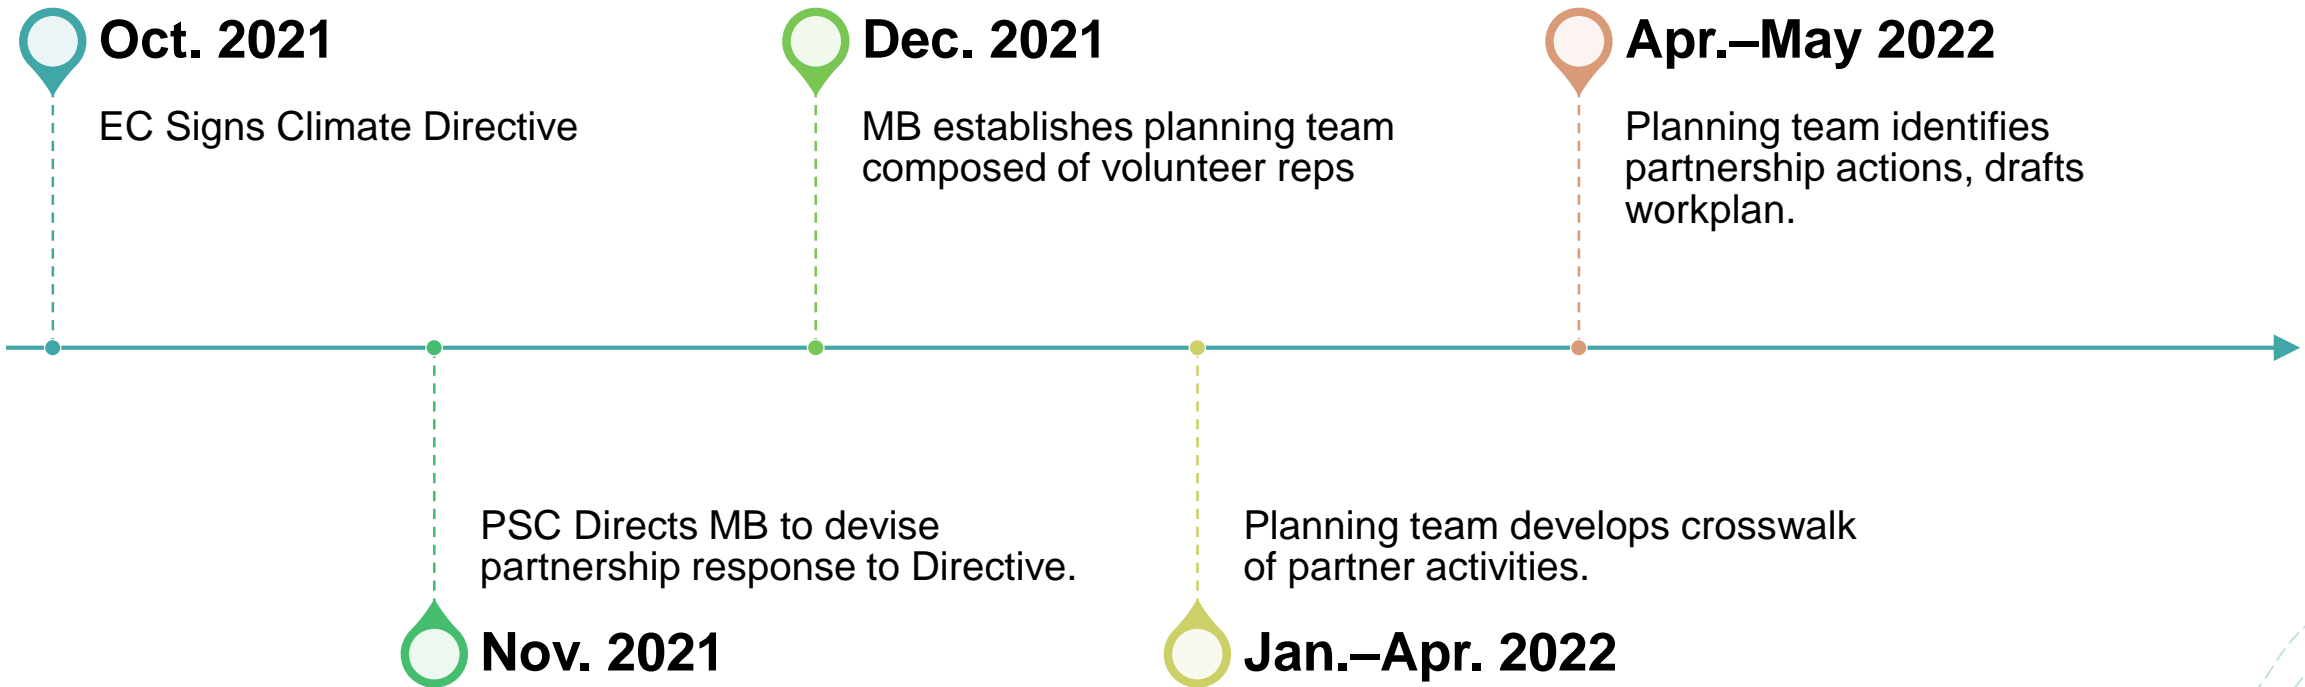 Oct. 2021
EC Signs Climate Directive
Dec. 2021
MB establishes planning team
composed of volunteer reps
Apr.–May 2022
Planning team identifies
partnership actions, drafts
workplan.
PSC Directs MB to devise
partnership response to Directive.
Nov. 2021
Planning team develops crosswalk
of partner activities.
Jan.–Apr. 2022